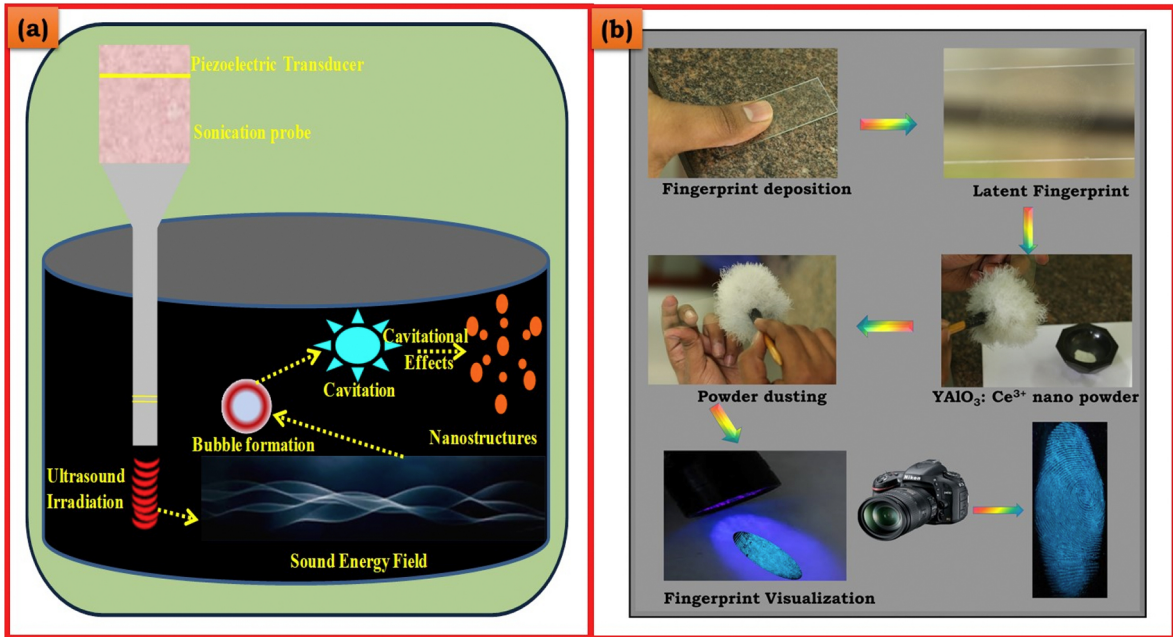 (a)
Piezoelectric Transducer
Sonication probe
Cavitational
Effects
Cavitation
Bubble formation
Nanostructures
Ultrasound
Irradiation
Sound Energy Field
(b)
Fingerprint deposition
Latent Fingerprint
Powder dusting
YAlO₃: Ce³⁺ nano powder
Nikon
Fingerprint Visualization